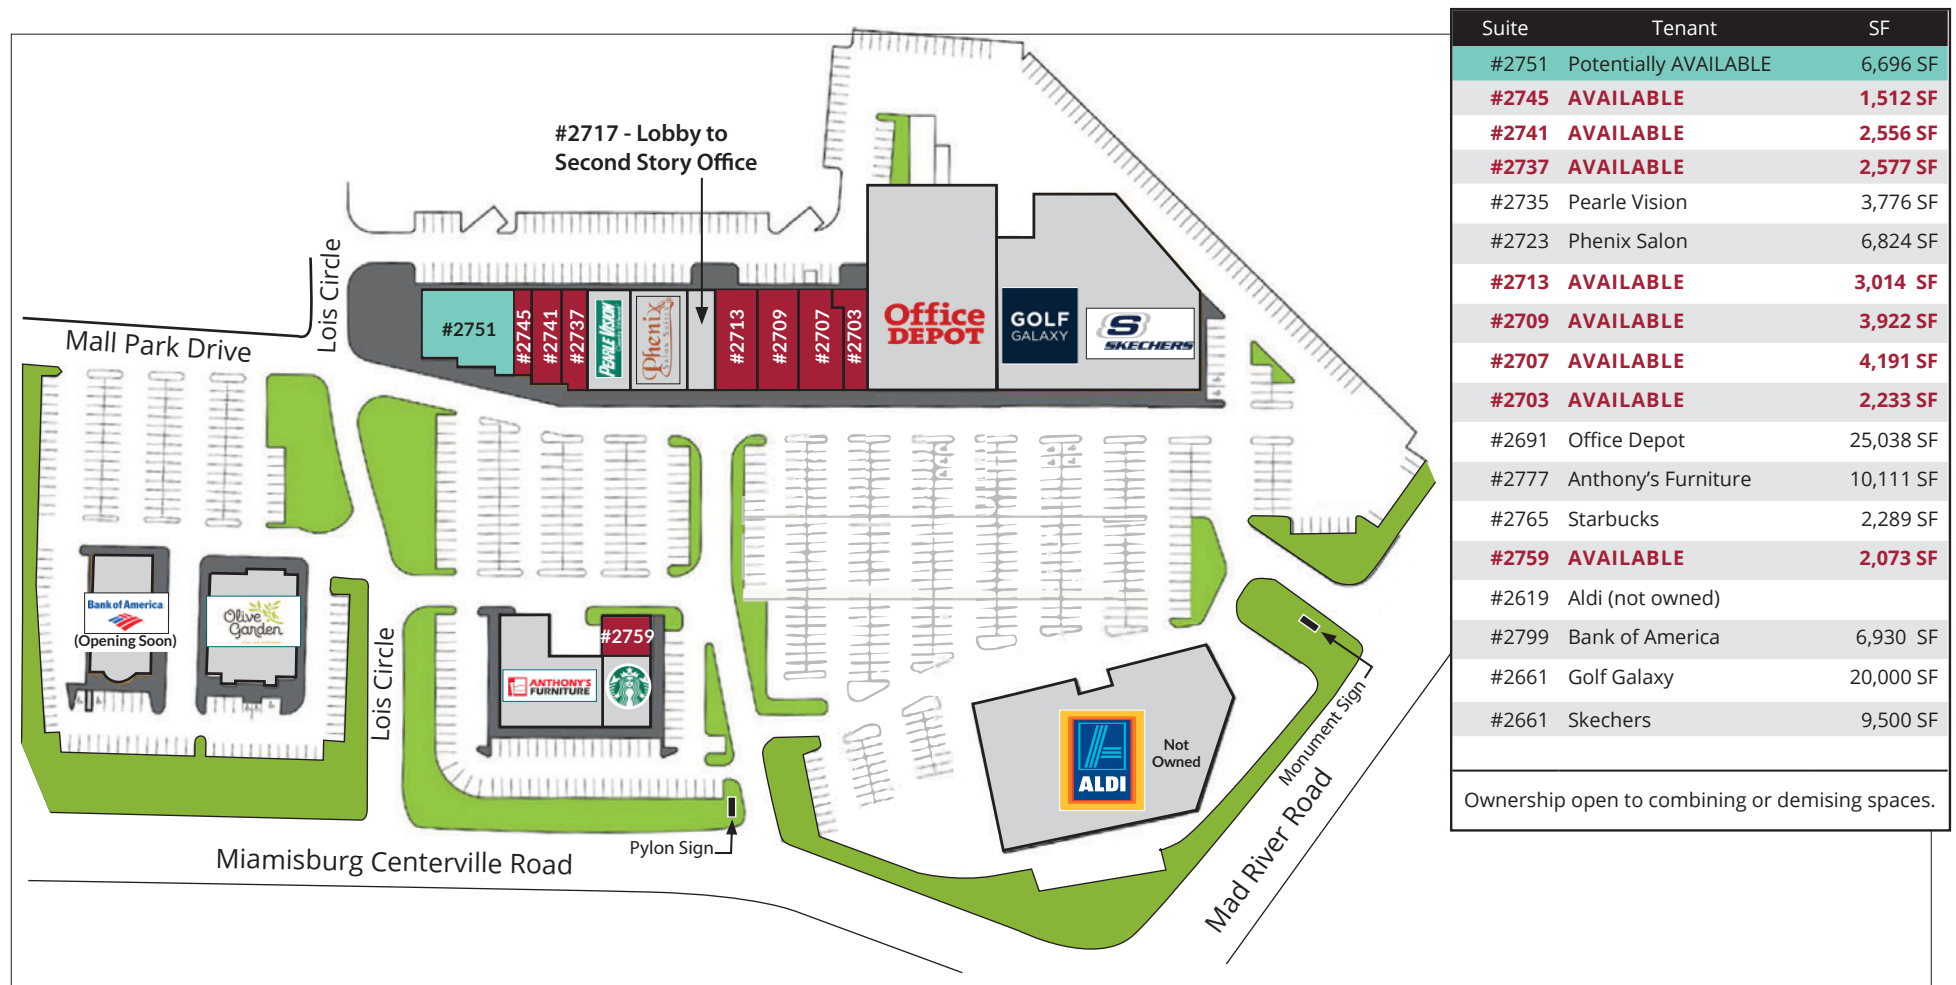 Suite Tenant SF
#2751 Potentially AVAILABLE 6,696 SF
#2745 AVAILABLE 1,512 SF
#2741 AVAILABLE 2,556 SF
#2737 AVAILABLE 2,577 SF
#2735 Pearle Vision 3,776 SF
#2723 Phenix Salon 6,824 SF
#2713 AVAILABLE 3,014 SF
#2709 AVAILABLE 3,922 SF
#2707 AVAILABLE 4,191 SF
#2703 AVAILABLE 2,233 SF
#2691 Office Depot 25,038 SF
#2777 Anthony’s Furniture 10,111 SF
#2765 Starbucks 2,289 SF
#2759 AVAILABLE 2,073 SF
#2619 Aldi (not owned)
#2799 Bank of America 6,930 SF
#2661 Golf Galaxy 20,000 SF
#2661 Skechers 9,500 SF
Ownership open to combining or demising spaces.
#2717 - Lobby to
Second Story Office
Lois Circle
Mall Park Drive
#2751
#2745
#2741
#2737
PEARLE VISION
Phenix
Salon Suites
#2713
#2709
#2707
#2703
Office
DEPOT
GOLF
GALAXY
S
SKECHERS
Bank of America
(Opening Soon)
Olive
Garden
Lois Circle
#2759
ANTHONY'S
FURNITURE
ALDI
Not
Owned
Monument Sign
Mad River Road
Pylon Sign
Miamisburg Centerville Road